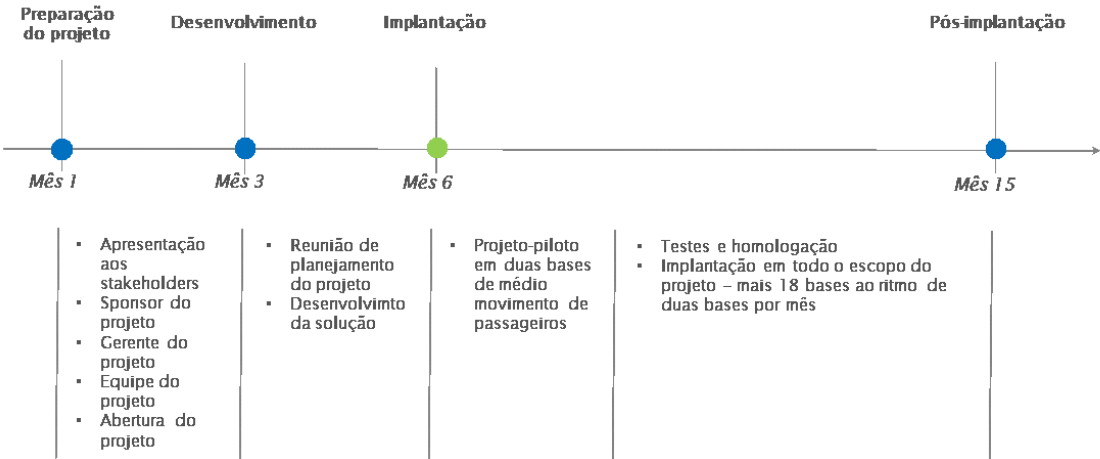 Preparação
do projeto
Desenvolvimento
Implantação
Pós-implantação
Mês 1
Mês 3
Mês 6
Mês 15
▪ Apresentação
aos
stakeholders
▪ Sponsor do
projeto
▪ Gerente do
projeto
▪ Equipe do
projeto
▪ Abertura do
projeto
▪ Reunião de
planejamento
do projeto
▪ Desenvolvimto
da solução
▪ Projeto-piloto
em duas bases
de médio
movimento de
passageiros
▪ Testes e homologação
▪ Implantação em todo o escopo do
projeto – mais 18 bases ao ritmo de
duas bases por mês